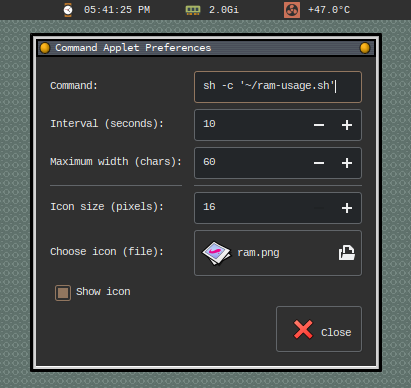 05:41:25 PM 2.0Gi +47.0°C
Command Applet Preferences
Command: sh -c '~/ram-usage.sh'
Interval (seconds): 10
Maximum width (chars): 60
Icon size (pixels): 16
Choose icon (file): ram.png
Show icon
Close